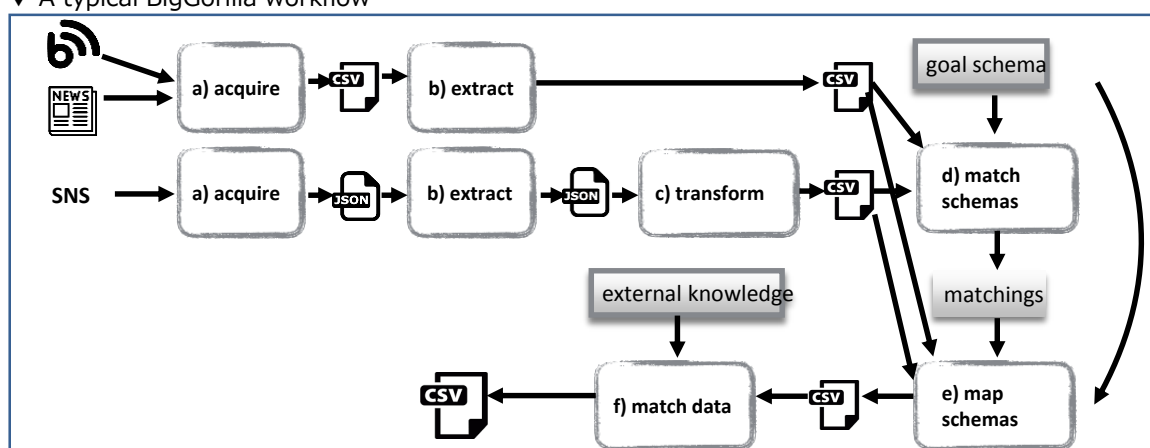 ▼ A typical BigGorilla workflow
b
NEWS
a) acquire
CSV
b) extract
CSV
goal schema
SNS
a) acquire
JSON
b) extract
JSON
c) transform
CSV
d) match
schemas
external knowledge
matchings
CSV
f) match data
CSV
e) map
schemas